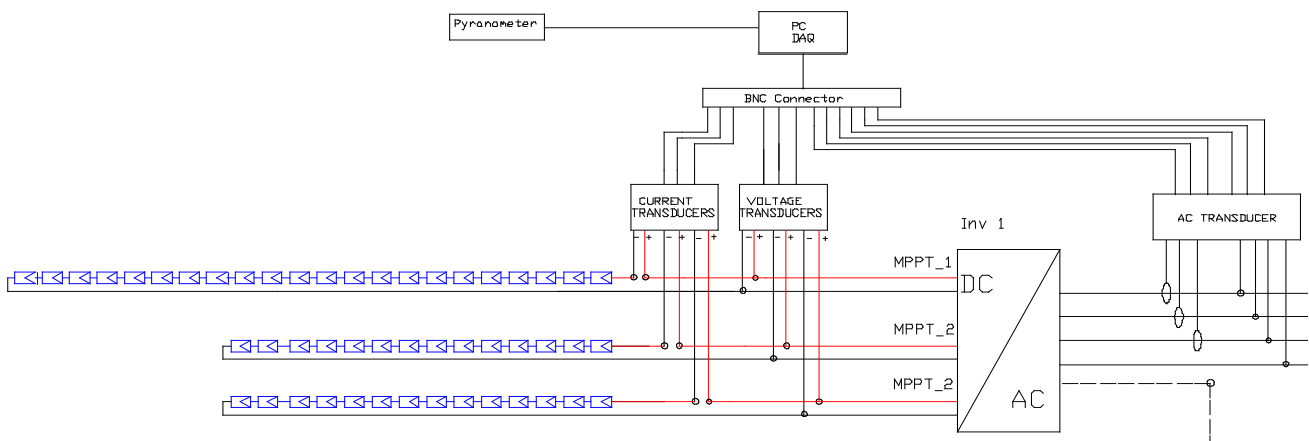 Pyranometer
PC
DAQ
BNC Connector
CURRENT
TRANSDUCERS
VOLTAGE
TRANSDUCERS
AC TRANSDUCER
- + - + - +
- + - + - +
Inv 1
MPPT_1
DC
MPPT_2
MPPT_2
AC